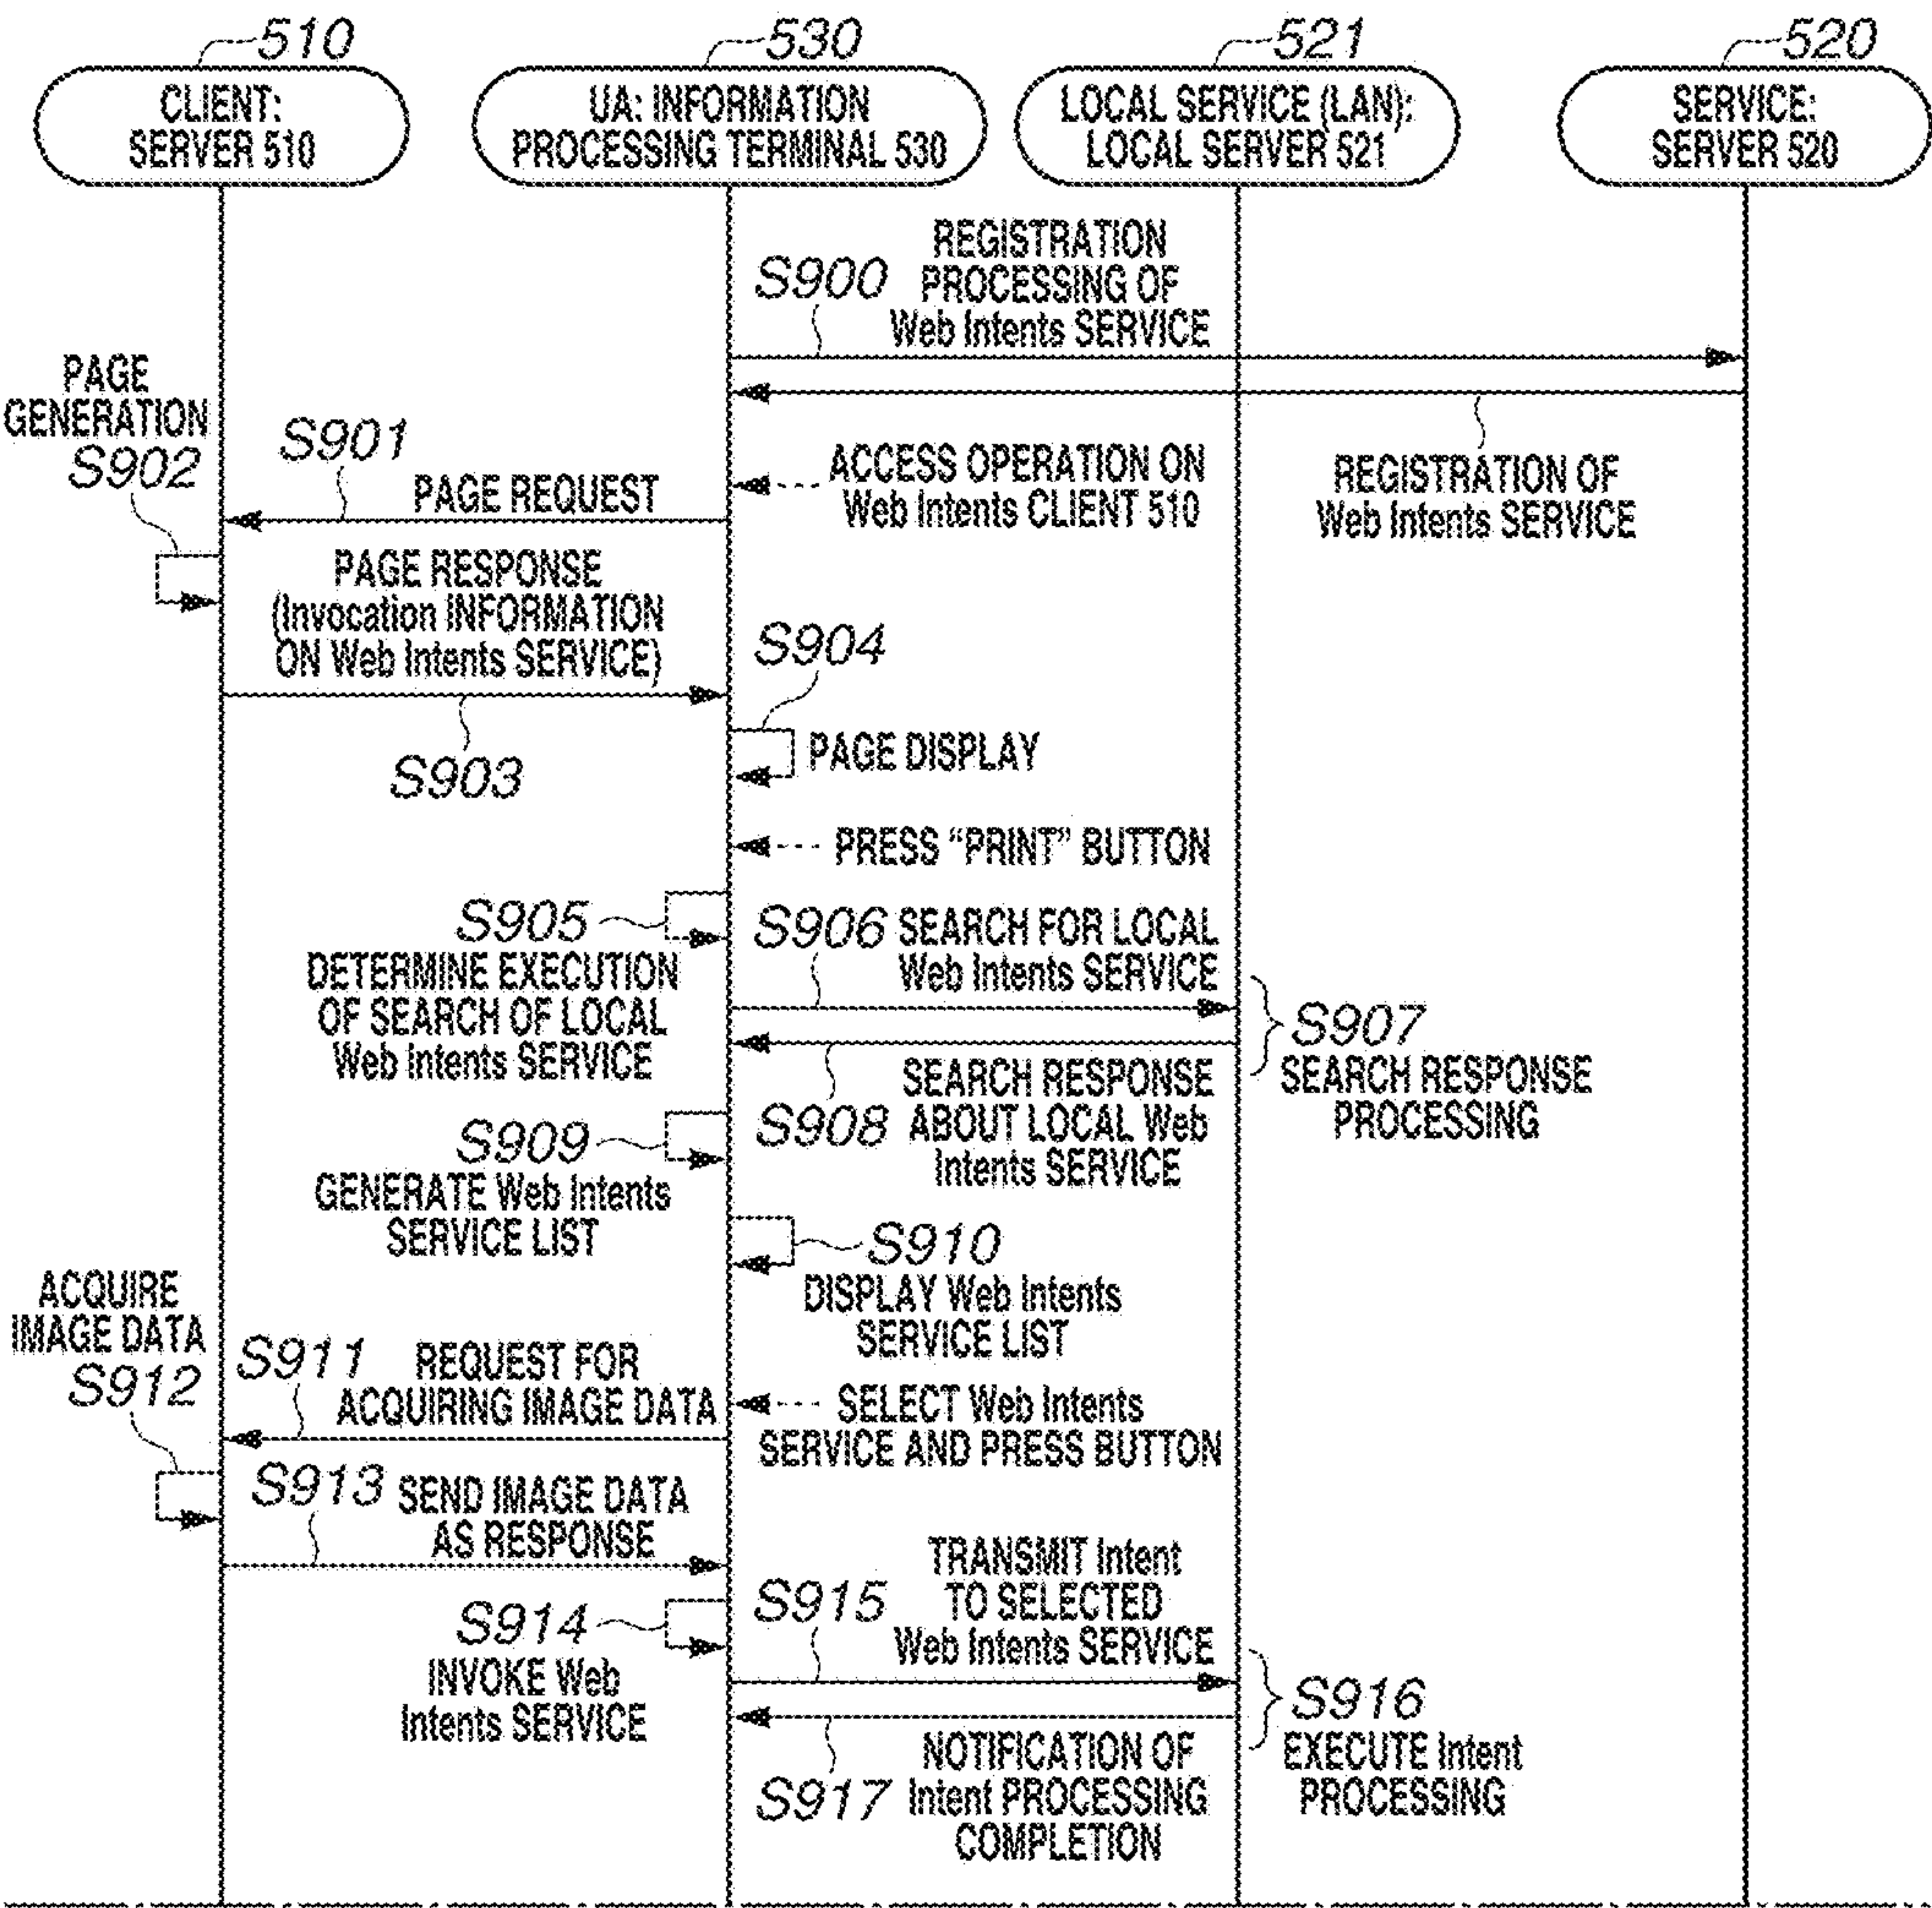 510
530
521
520
CLIENT:
SERVER 510
UA: INFORMATION
PROCESSING TERMINAL 530
LOCAL SERVICE (LAN):
LOCAL SERVER 521
SERVICE:
SERVER 520
S900
REGISTRATION
PROCESSING OF
Web Intents SERVICE
REGISTRATION OF
Web Intents SERVICE
ACCESS OPERATION ON
Web Intents CLIENT 510
S901
PAGE REQUEST
PAGE
GENERATION
S902
PAGE RESPONSE
(Invocation INFORMATION
ON Web Intents SERVICE)
S903
S904
PAGE DISPLAY
PRESS “PRINT” BUTTON
S905
DETERMINE EXECUTION
OF SEARCH OF LOCAL
Web Intents SERVICE
S906
SEARCH FOR LOCAL
Web Intents SERVICE
S907
SEARCH RESPONSE
PROCESSING
S908
SEARCH RESPONSE
ABOUT LOCAL Web
Intents SERVICE
S909
GENERATE Web Intents
SERVICE LIST
S910
DISPLAY Web Intents
SERVICE LIST
SELECT Web Intents
SERVICE AND PRESS BUTTON
S911
REQUEST FOR
ACQUIRING IMAGE DATA
ACQUIRE
IMAGE DATA
S912
S913
SEND IMAGE DATA
AS RESPONSE
S914
INVOKE Web
Intents SERVICE
S915
TRANSMIT Intent
TO SELECTED
Web Intents SERVICE
S916
EXECUTE Intent
PROCESSING
S917
NOTIFICATION OF
Intent PROCESSING
COMPLETION